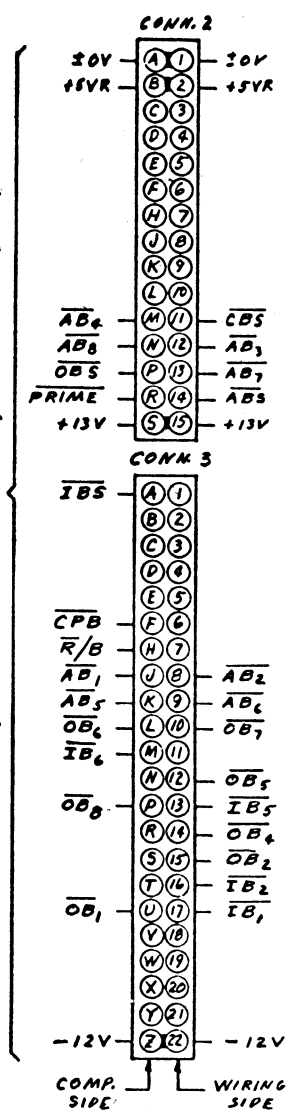 CONN. 2
±0V A 1 ±0V
+5VR B 2 +5VR
C 3
D 4
E 5
F 6
H 7
J 8
K 9
L 10
AB₄ M 11 CBS
AB₈ N 12 AB₃
OBS P 13 AB₇
PRIME R 14 ABS
+13V S 15 +13V
CONN. 3
IBS A 1
B 2
C 3
D 4
E 5
CPB F 6
R/B H 7
AB₁ J 8 AB₂
AB₅ K 9 AB₆
OB₆ L 10 OB₇
IB₆ M 11
N 12 OB₅
OB₈ P 13 IB₅
R 14 OB₄
S 15 OB₂
T 16 IB₂
OB₁ U 17 IB₁
V 18
W 19
X 20
Y 21
-12V Z 22 -12V
COMP. SIDE
WIRING SIDE